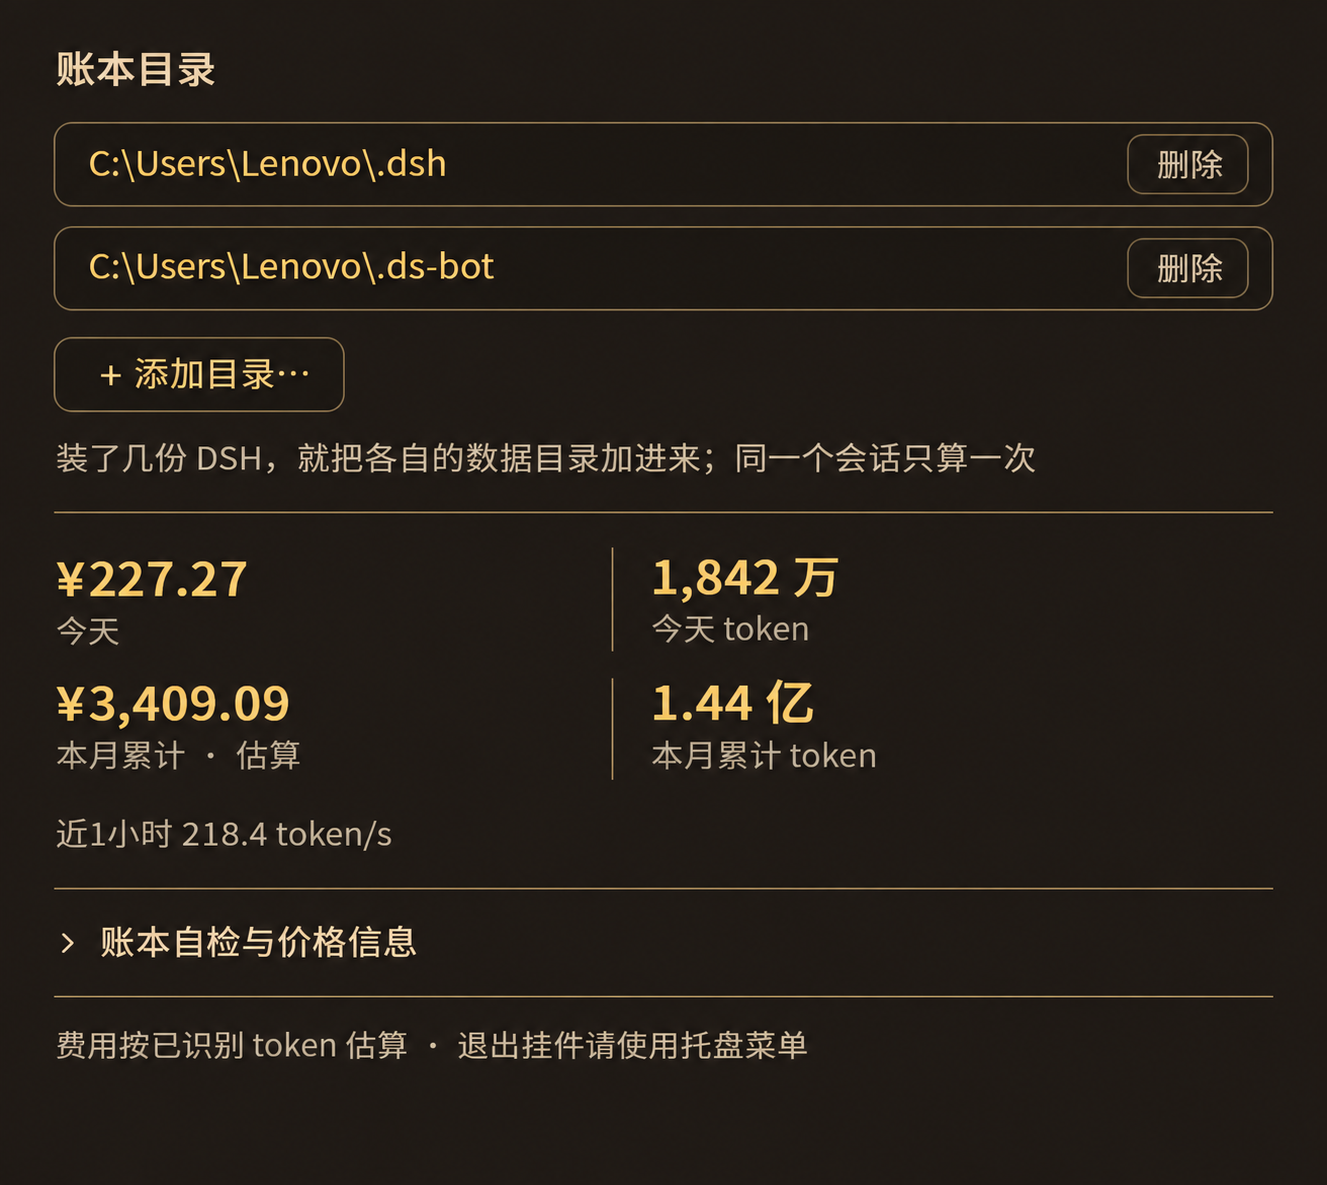 账本目录
C:\Users\Lenovo\.dsh
删除
C:\Users\Lenovo\.ds-bot
删除
+ 添加目录…
装了几份 DSH，就把各自的数据目录加进来；同一个会话只算一次
¥227.27
今天
1,842 万
今天 token
¥3,409.09
本月累计 · 估算
1.44 亿
本月累计 token
近1小时 218.4 token/s
> 账本自检与价格信息
费用按已识别 token 估算 · 退出挂件请使用托盘菜单